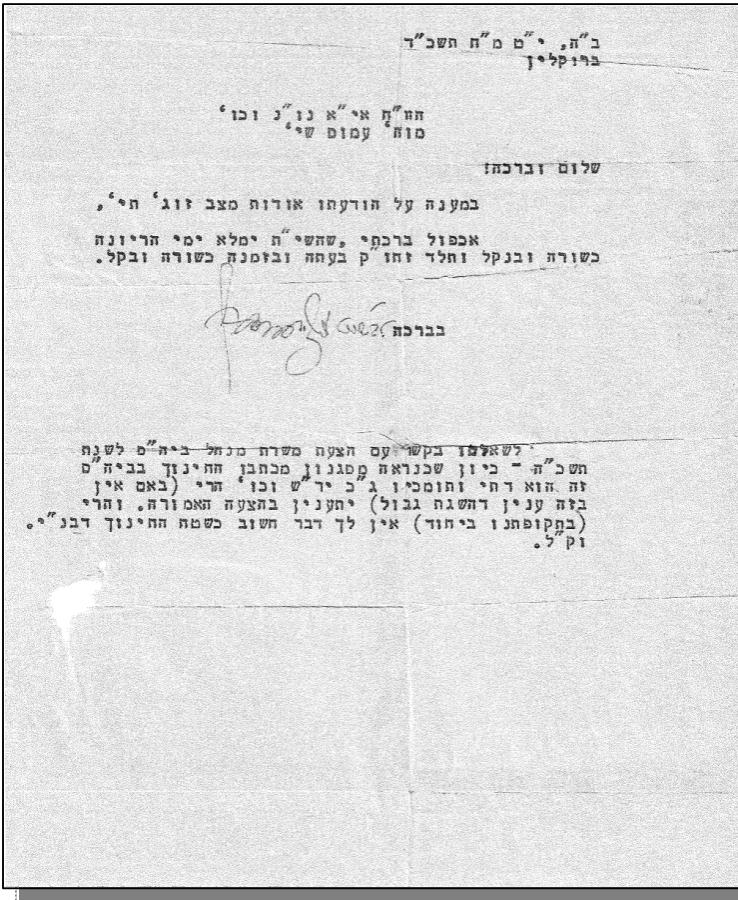 ב"ה, י"ט מ"ח תשכ"ד
ברוקלין
הוו"ח אי"א נו"נ וכו'
מוה' עמוס שי'
שלום וברכה!
במענה על הודעתו אודות מצב זוג' תי',
אכפול ברכתי ,שהשי"ת ימלא ימי הריונה
כשורה ובנקל ותלד זחו"ק בעתה ובזמנה כשורה ובקל.
בברכה
לשאלתו בקשר עם הצעת משרת מנהל ביה"ס לשנת
תשכ"ה - כיון שכנראה מסגנון מכתבו החינוך בביה"ס
זה הוא דתי ותומכיו ג"כ יר"ש וכו' הרי (באם אין
בזה ענין דהשגת גבול) יתענין בהצעה האמורה. והרי
(בתקופתנו ביחוד) אין לך דבר חשוב כשטח החינוך דבנ"י.
וק"ל.